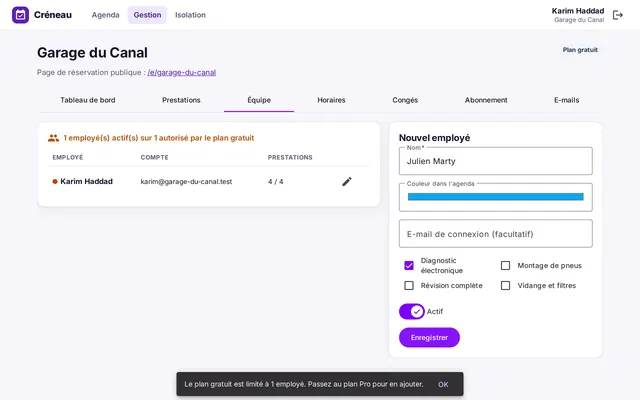 Créneau
Agenda
Gestion
Isolation
Karim Haddad
Garage du Canal
Garage du Canal
Plan gratuit
Page de réservation publique : /e/garage-du-canal
Tableau de bord
Prestations
Équipe
Horaires
Congés
Abonnement
E-mails
1 employé(s) actif(s) sur 1 autorisé par le plan gratuit
EMPLOYÉ
COMPTE
PRESTATIONS
Karim Haddad
karim@garage-du-canal.test
4 / 4
Nouvel employé
Nom*
Julien Marty
Couleur dans l'agenda
E-mail de connexion (facultatif)
Diagnostic
électronique
Montage de pneus
Révision complète
Vidange et filtres
Actif
Enregistrer
Le plan gratuit est limité à 1 employé. Passez au plan Pro pour en ajouter.
OK